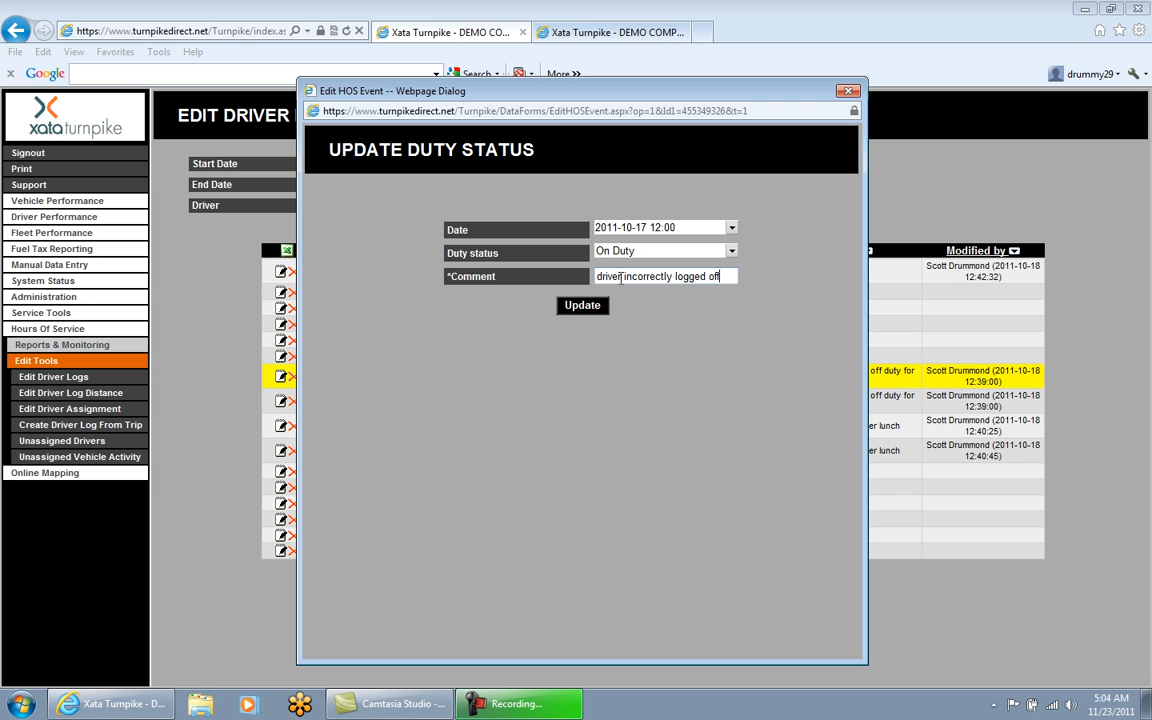 https://www.turnpikedirect.net/Turnpike/index.as
Xata Turnpike - DEMO CO...
Xata Turnpike - DEMO COMP...
File Edit View Favorites Tools Help
x Google Search More >> drummy29
Edit HOS Event -- Webpage Dialog
https://www.turnpikedirect.net/Turnpike/DataForms/EditHOSEvent.aspx?op=1&Id1=455349326&t=1
xataturnpike
EDIT DRIVER
UPDATE DUTY STATUS
Signout
Print
Support
Vehicle Performance
Driver Performance
Fleet Performance
Fuel Tax Reporting
Manual Data Entry
System Status
Administration
Service Tools
Hours Of Service
Reports & Monitoring
Edit Tools
Edit Driver Logs
Edit Driver Log Distance
Edit Driver Assignment
Create Driver Log From Trip
Unassigned Drivers
Unassigned Vehicle Activity
Online Mapping
Start Date
End Date
Driver
Date 2011-10-17 12:00
Duty status On Duty
*Comment driver incorrectly logged off
Update
Modified by
Scott Drummond (2011-10-18
12:42:32)
off duty for Scott Drummond (2011-10-18
12:39:00)
off duty for Scott Drummond (2011-10-18
12:39:00)
er lunch Scott Drummond (2011-10-18
12:40:25)
er lunch Scott Drummond (2011-10-18
12:40:45)
Xata Turnpike - D...
Camtasia Studio - ...
Recording...
5:04 AM
11/23/2011